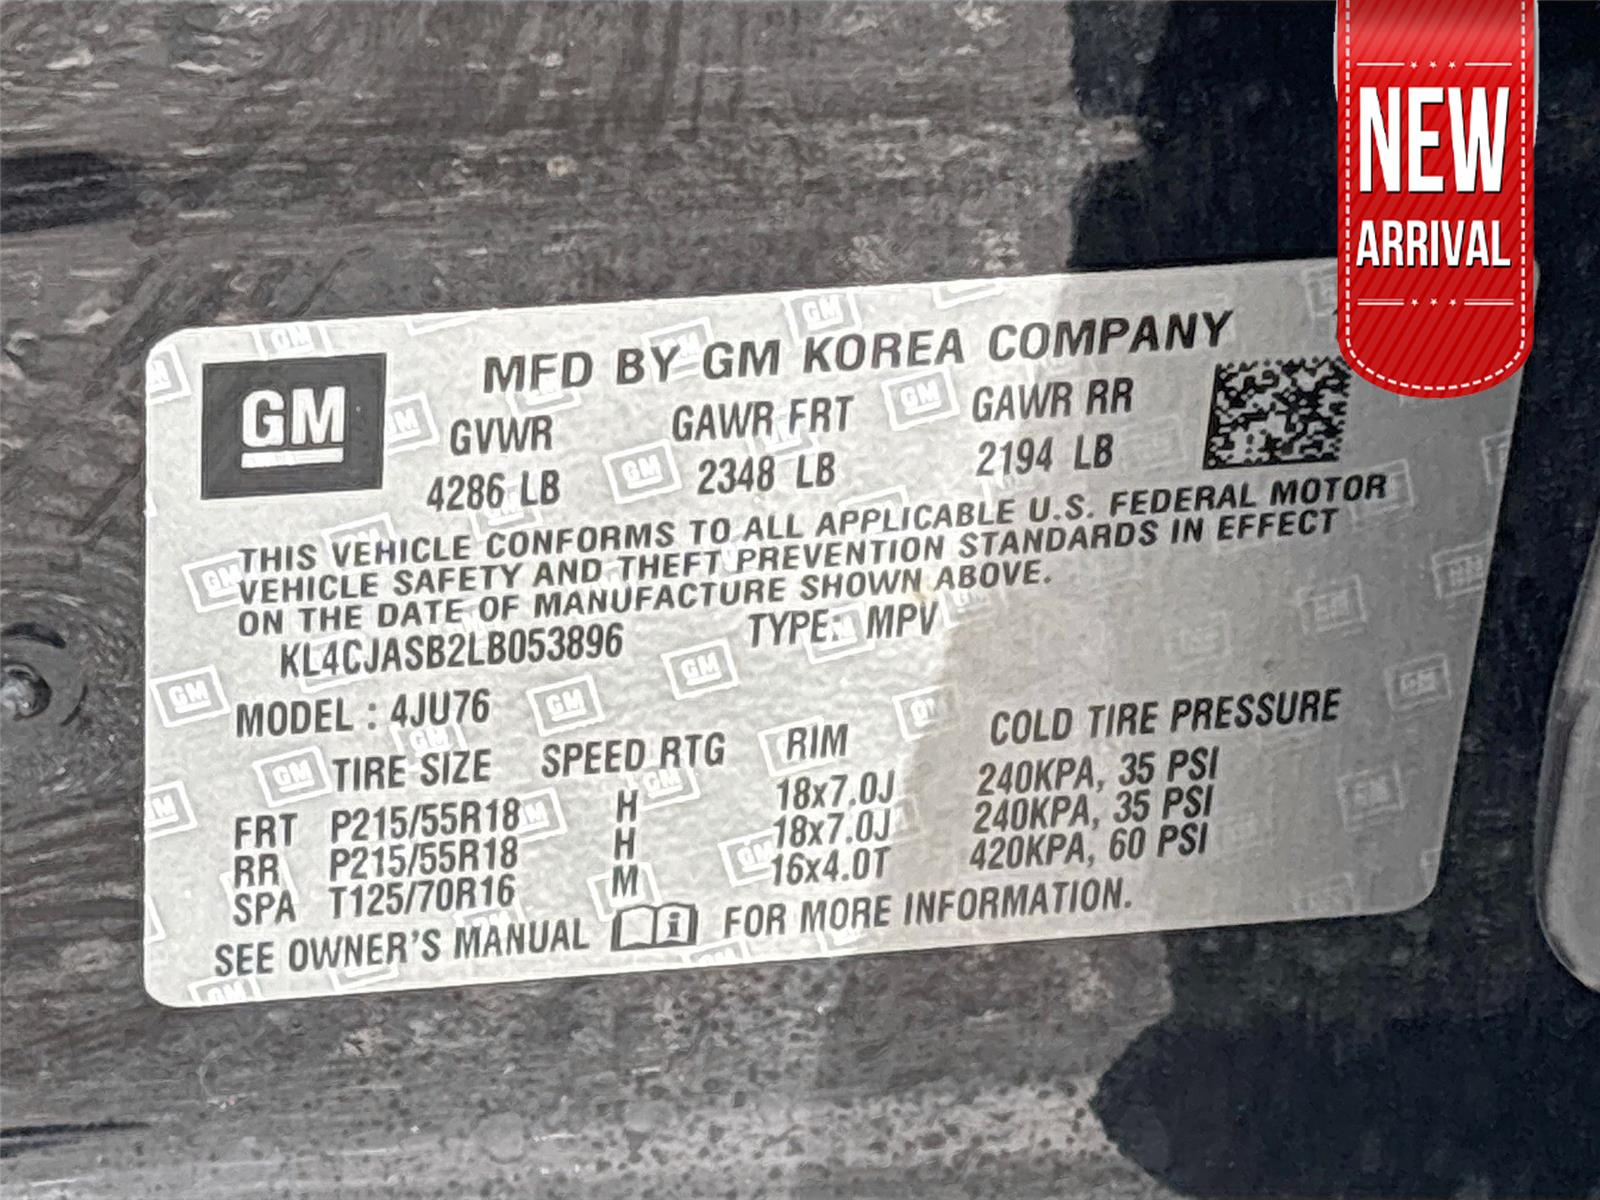 NEW
ARRIVAL
GM
MFD BY GM KOREA COMPANY
GVWR GAWR FRT GAWR RR
4286 LB 2348 LB 2194 LB
THIS VEHICLE CONFORMS TO ALL APPLICABLE U.S. FEDERAL MOTOR
VEHICLE SAFETY AND THEFT PREVENTION STANDARDS IN EFFECT
ON THE DATE OF MANUFACTURE SHOWN ABOVE.
KL4CJASB2LB053896 TYPE: MPV
MODEL : 4JU76
TIRE SIZE SPEED RTG RIM COLD TIRE PRESSURE
FRT P215/55R18 H 18x7.0J 240KPA, 35 PSI
RR P215/55R18 H 18x7.0J 240KPA, 35 PSI
SPA T125/70R16 M 16x4.0T 420KPA, 60 PSI
SEE OWNER'S MANUAL i FOR MORE INFORMATION.